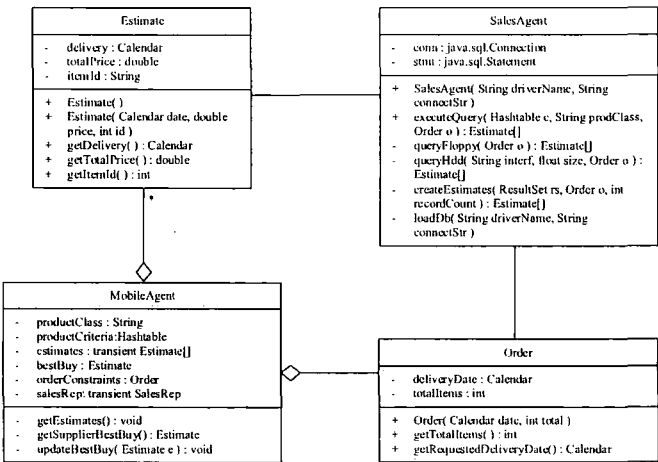 Estimate
- delivery : Calendar
- totalPrice : double
- itemId : String
+ Estimate( )
+ Estimate( Calendar date, double
price, int id )
+ getDelivery( ) : Calendar
+ getTotalPrice( ) : double
+ getItemId( ) : int
SalesAgent
- conn : java.sql.Connection
- stmt : java.sql.Statement
+ SalesAgent( String driverName, String
connectStr )
+ executeQuery( Hashtable c, String prodClass,
Order o ) : Estimate[]
- queryFloppy( Order o ) : Estimate[]
- queryHdd( String interf, float size, Order o ) :
Estimate[]
- createEstimates( ResultSet rs, Order o, int
recordCount ) : Estimate[]
- loadDb( String driverName, String
connectStr )
*
MobileAgent
- productClass : String
- productCriteria:Hashtable
- estimates : transient Estimate[]
- bestBuy : Estimate
- orderConstraints : Order
- salesRep: transient SalesRep
- getEstimates() : void
- getSupplierBestBuy() : Estimate
- updateBestBuy( Estimate e ) : void
Order
- deliveryDate : Calendar
- totalItems : int
+ Order( Calendar date, int total )
+ getTotalItems( ) : int
+ getRequestedDeliveryDate() : Calendar